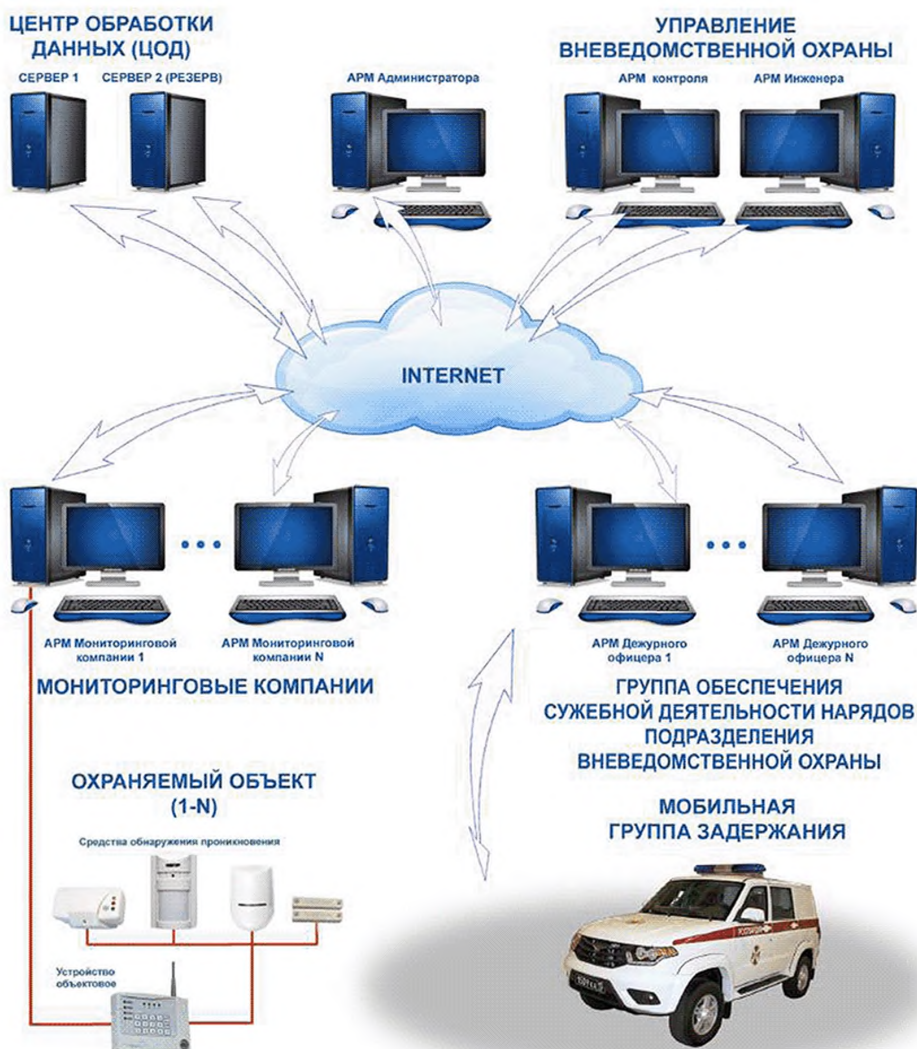 ЦЕНТР ОБРАБОТКИ
ДАННЫХ (ЦОД)
СЕРВЕР 1
СЕРВЕР 2 (РЕЗЕРВ)
АРМ Администратора
УПРАВЛЕНИЕ
ВНЕВЕДОМСТВЕННОЙ ОХРАНЫ
АРМ контроля
АРМ Инженера
INTERNET
АРМ Мониторинговой
компании 1
АРМ Мониторинговой
компании N
МОНИТОРИНГОВЫЕ КОМПАНИИ
АРМ Дежурного
офицера 1
АРМ Дежурного
офицера N
ГРУППА ОБЕСПЕЧЕНИЯ
СУЖЕБНОЙ ДЕЯТЕЛЬНОСТИ НАРЯДОВ
ПОДРАЗДЕЛЕНИЯ
ВНЕВЕДОМСТВЕННОЙ ОХРАНЫ
ОХРАНЯЕМЫЙ ОБЪЕКТ
(1-N)
Средства обнаружения проникновения
Устройство
объектовое
МОБИЛЬНАЯ
ГРУППА ЗАДЕРЖАНИЯ